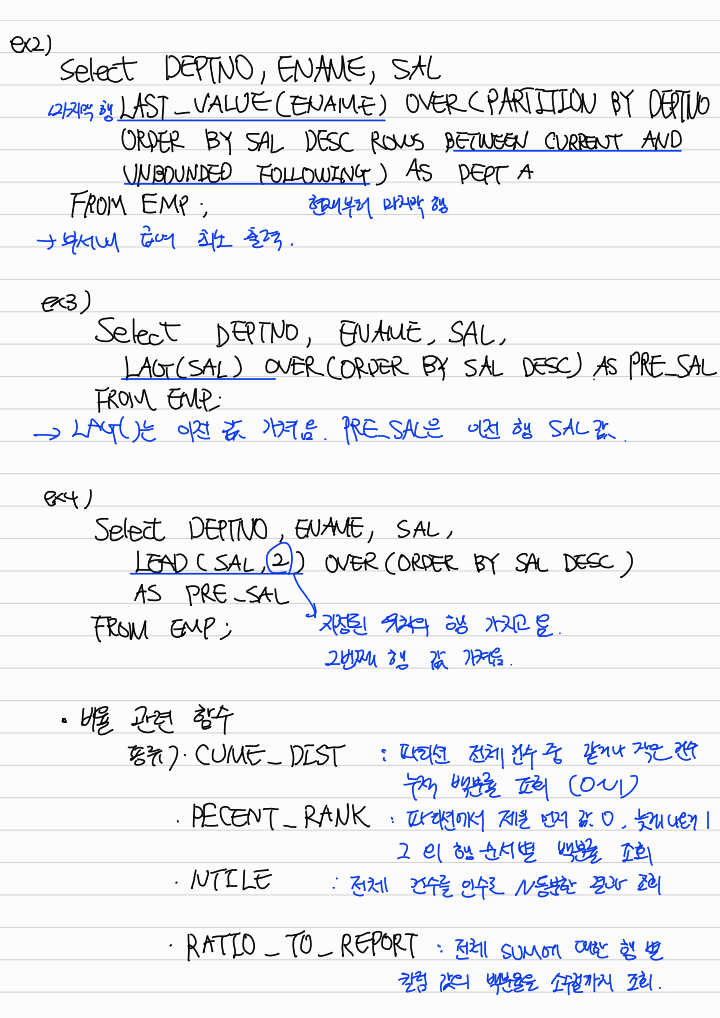 ex2)
Select DEPTNO, ENAME, SAL
마지막 행 LAST_VALUE(ENAME) OVER(PARTITION BY DEPTNO
ORDER BY SAL DESC ROWS BETWEEN CURRENT AND
UNBOUNDED FOLLOWING) AS DEPT A
FROM EMP; 현재부터 마지막 행
→ 부서내 급여 최소 출력.
ex3)
Select DEPTNO, ENAME, SAL,
LAG(SAL) OVER(ORDER BY SAL DESC) AS PRE_SAL
FROM EMP;
→ LAG()는 이전 값 가져옴. PRE_SAL은 이전 행 SAL 값.
ex4)
Select DEPTNO, ENAME, SAL,
LEAD(SAL, 2) OVER(ORDER BY SAL DESC)
AS PRE_SAL
FROM EMP; 지정된 위치의 행 가지고 옴.
2번째 행 값 가져옴.
· 비율 관련 함수
종류). CUME_DIST : 파티션 전체 건수 중 같거나 작은 건수
누적 백분률 조회 (0~1)
· PECENT_RANK : 파티션에서 제일 먼저 값 0, 늦게 나온게 1
2 의 행 순서별 백분률 조회
· NTILE : 전체 건수를 인수로 N등분한 결과 조회
· RATIO_TO_REPORT : 전체 SUM에 대한 행 별
칼럼 값의 백분율을 소수점까지 조회.